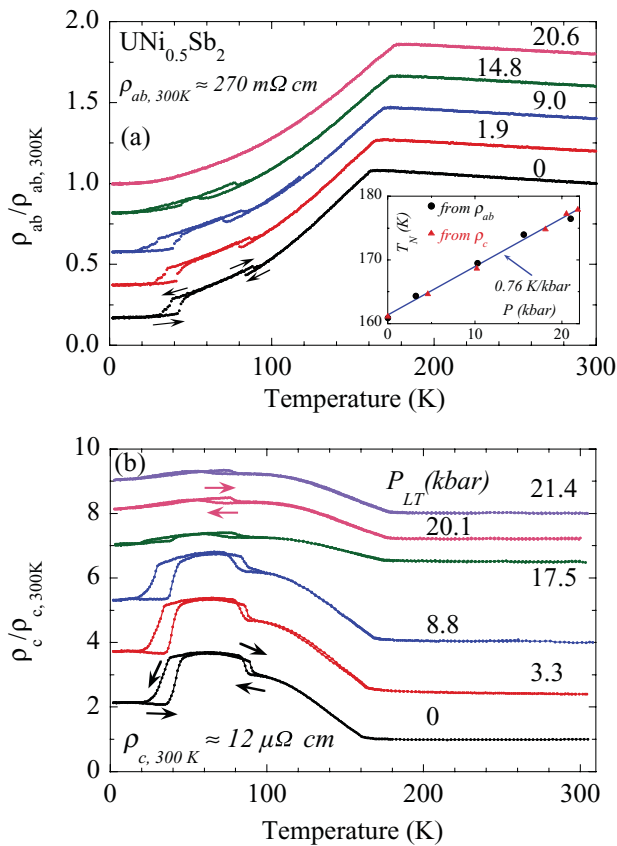 2.0
1.5
1.0
0.5
0.0
ρab/ρab, 300K
UNi0.5Sb2
ρab, 300K ≈ 270 mΩ cm
(a)
20.6
14.8
9.0
1.9
0
180
170
160
TN (K)
from ρab
from ρc
0.76 K/kbar
P (kbar)
0
10
20
0
100
200
300
Temperature (K)
10
8
6
4
2
0
ρc/ρc, 300K
(b)
PLT (kbar)
21.4
20.1
17.5
8.8
3.3
0
ρc, 300 K ≈ 12 μΩ cm
0
100
200
300
Temperature (K)